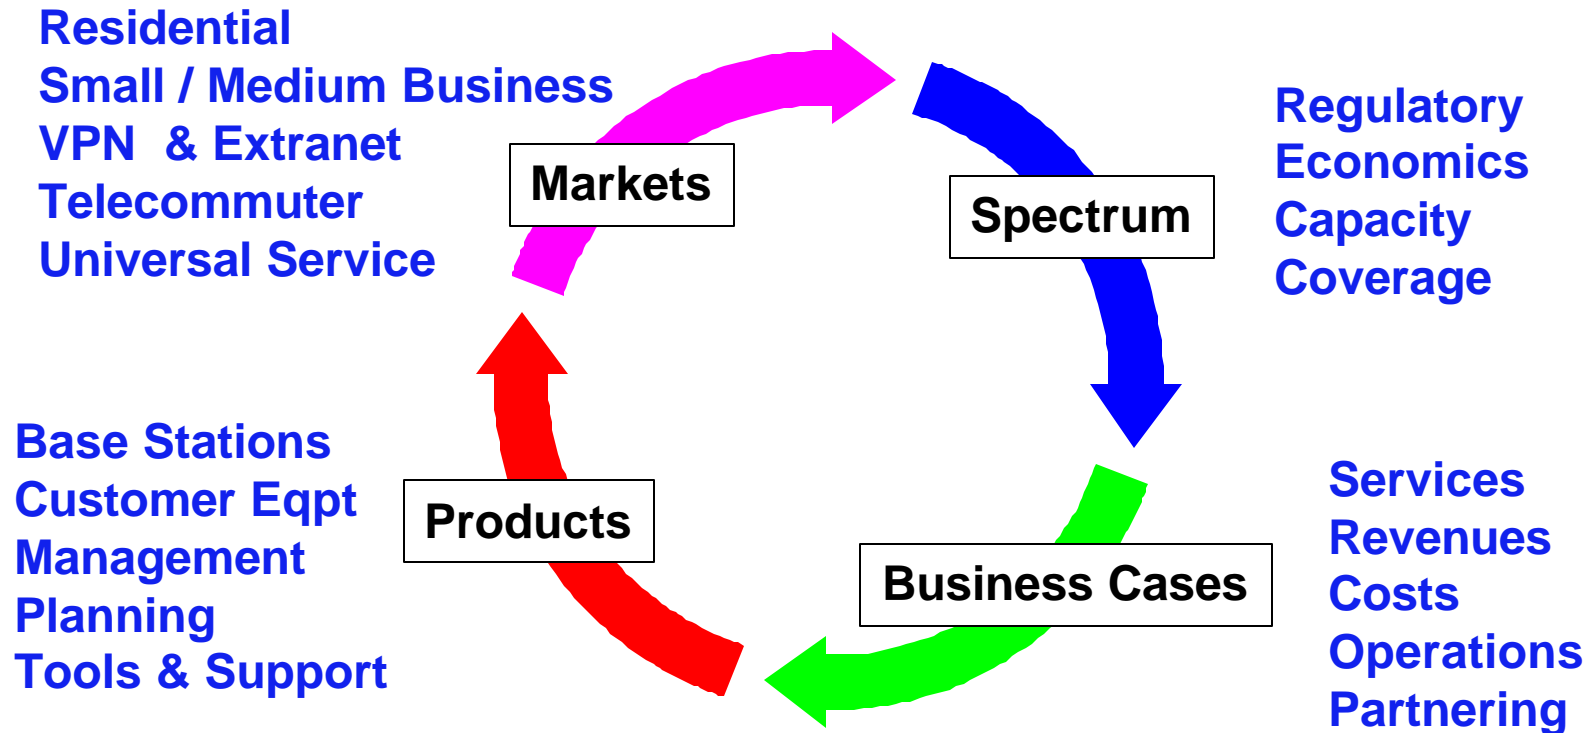 Residential
Small / Medium Business
VPN & Extranet
Telecommuter
Universal Service
Markets
Spectrum
Regulatory
Economics
Capacity
Coverage
Base Stations
Customer Eqpt
Management
Planning
Tools & Support
Products
Business Cases
Services
Revenues
Costs
Operations
Partnering